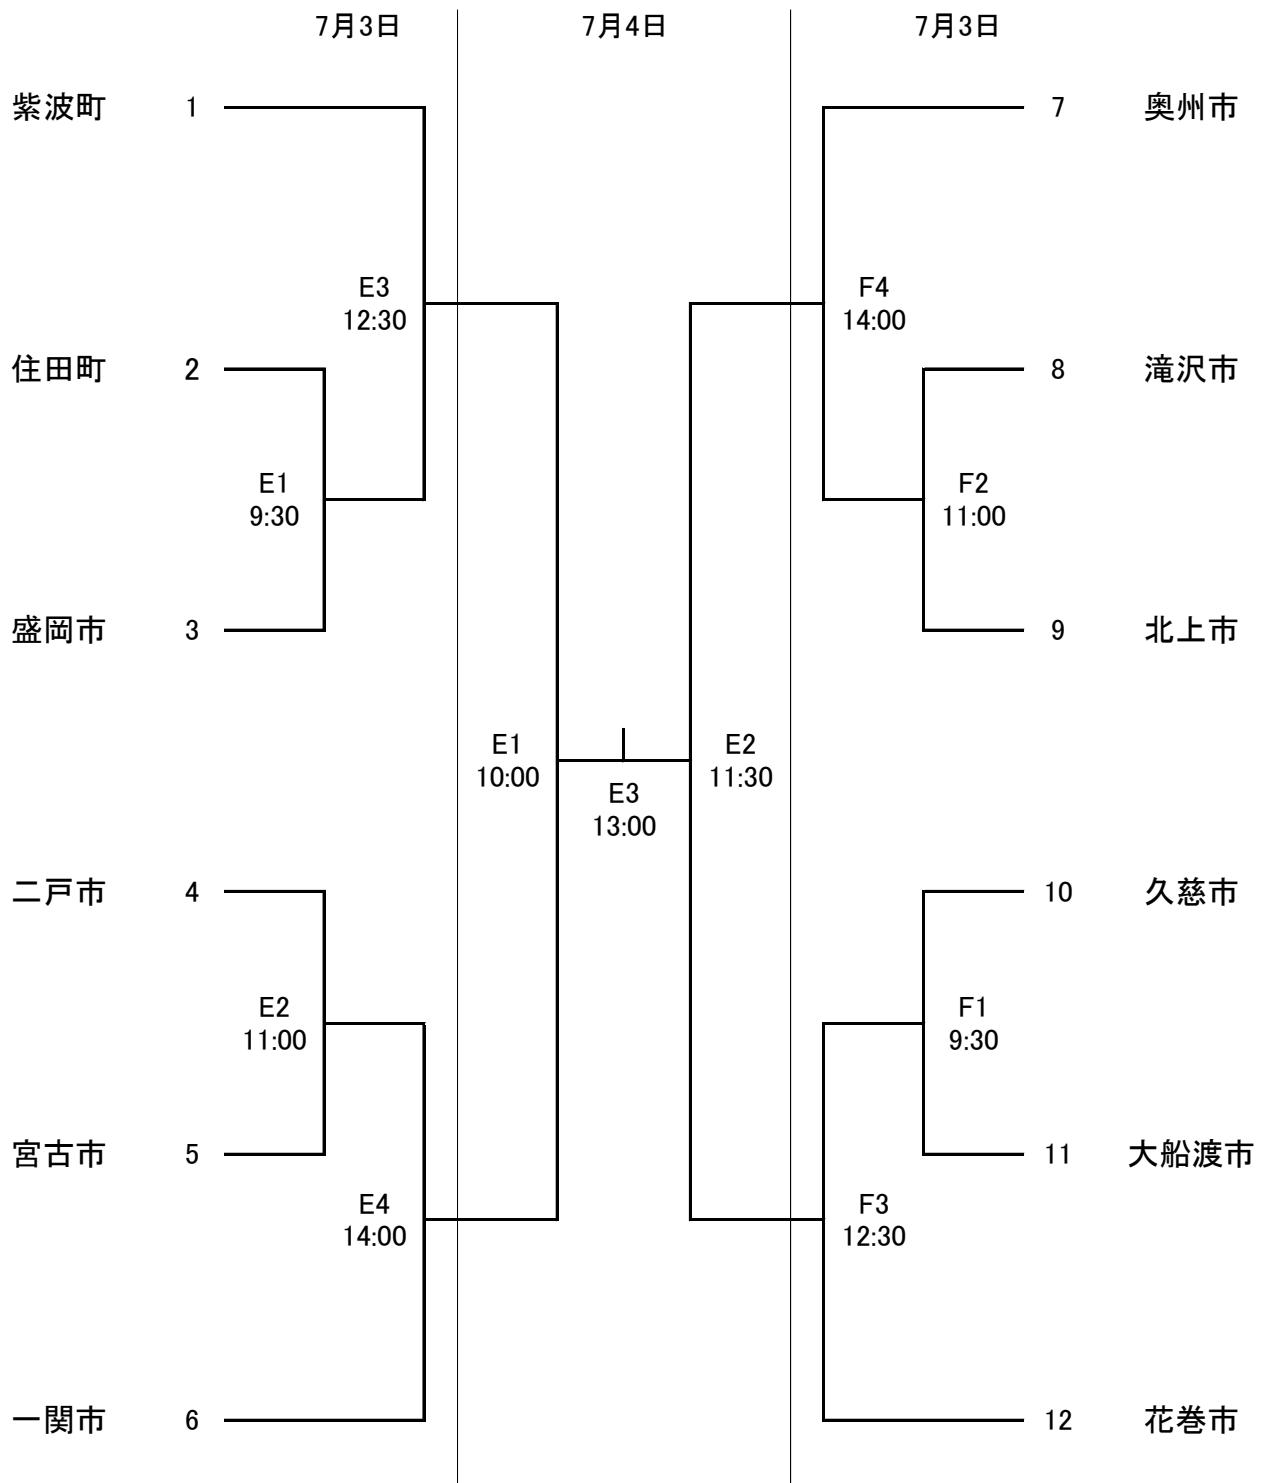 7月3日 7月4日 7月3日
紫波町 1 7 奥州市
E3 F4
12:30 14:00
住田町 2 8 滝沢市
E1 F2
9:30 11:00
盛岡市 3 9 北上市
E1 E2
10:00 11:30
E3
13:00
二戸市 4 10 久慈市
E2 F1
11:00 9:30
宮古市 5 11 大船渡市
E4 F3
14:00 12:30
一関市 6 12 花巻市